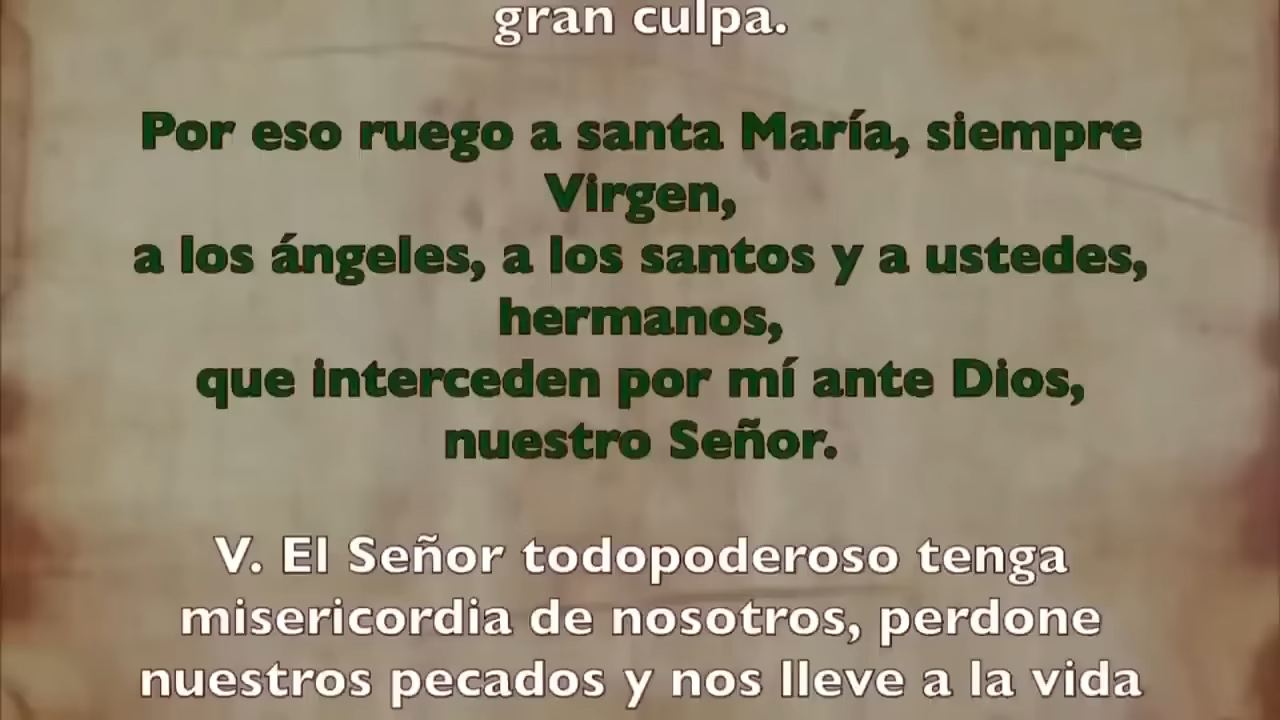 gran culpa.
Por eso ruego a santa María, siempre
Virgen,
a los ángeles, a los santos y a ustedes,
hermanos,
que interceden por mí ante Dios,
nuestro Señor.
V. El Señor todopoderoso tenga
misericordia de nosotros, perdone
nuestros pecados y nos lleve a la vida